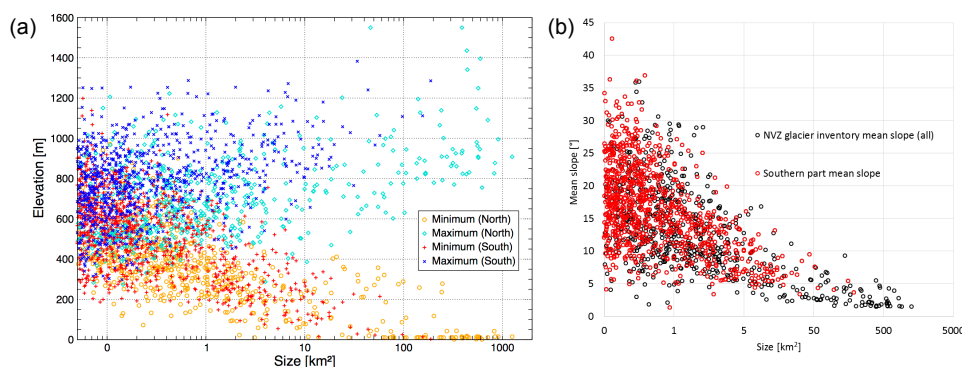 (a)
1600
1400
1200
1000
800
600
400
200
0
Elevation [m]
0 1 10 100 1000
Size [km²]
Minimum (North)
Maximum (North)
Minimum (South)
Maximum (South)
(b)
45
40
35
30
25
20
15
10
5
0
Mean slope [°]
NVZ glacier inventory mean slope (all)
Southern part mean slope
0 1 5 50 500 5000
Size [km²]